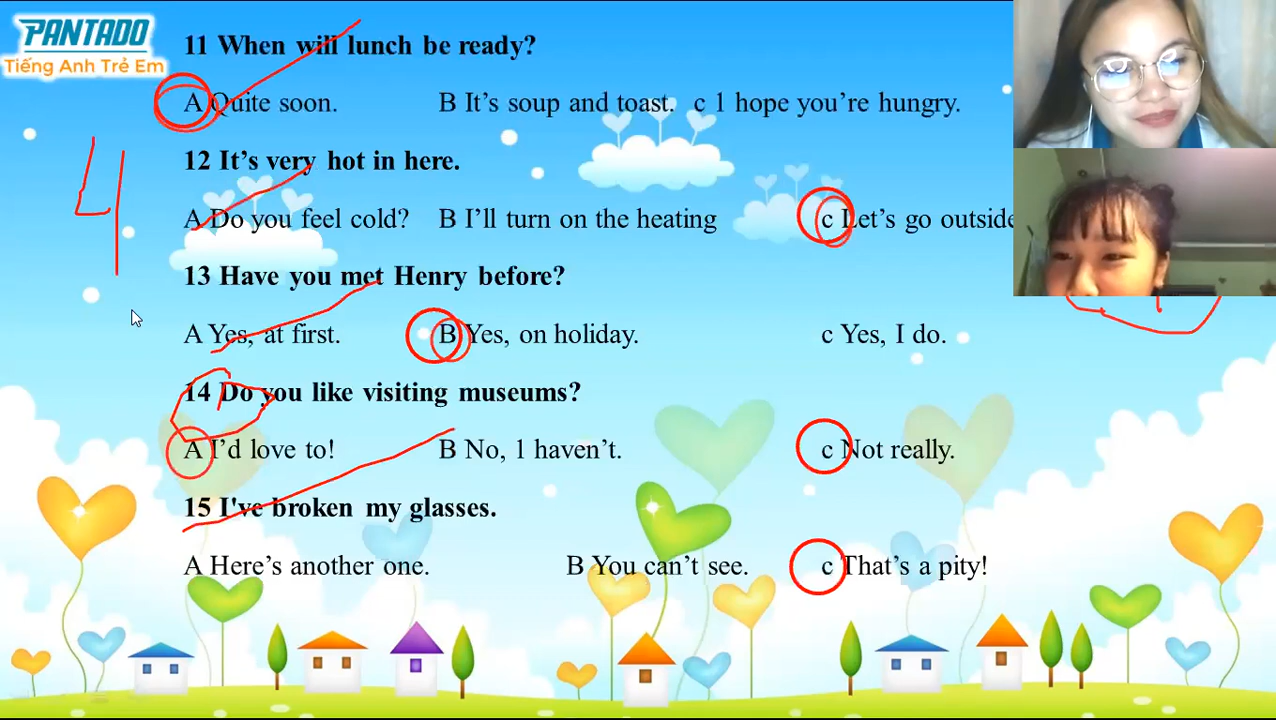 PANTADO
Tiếng Anh Trẻ Em
11 When will lunch be ready?
A Quite soon. B It's soup and toast. c 1 hope you're hungry.
12 It's very hot in here.
A Do you feel cold? B I'll turn on the heating c Let's go outside
4
13 Have you met Henry before?
A Yes, at first. B Yes, on holiday. c Yes, I do.
14 Do you like visiting museums?
A I'd love to! B No, 1 haven't. c Not really.
15 I've broken my glasses.
A Here's another one. B You can't see. c That's a pity!